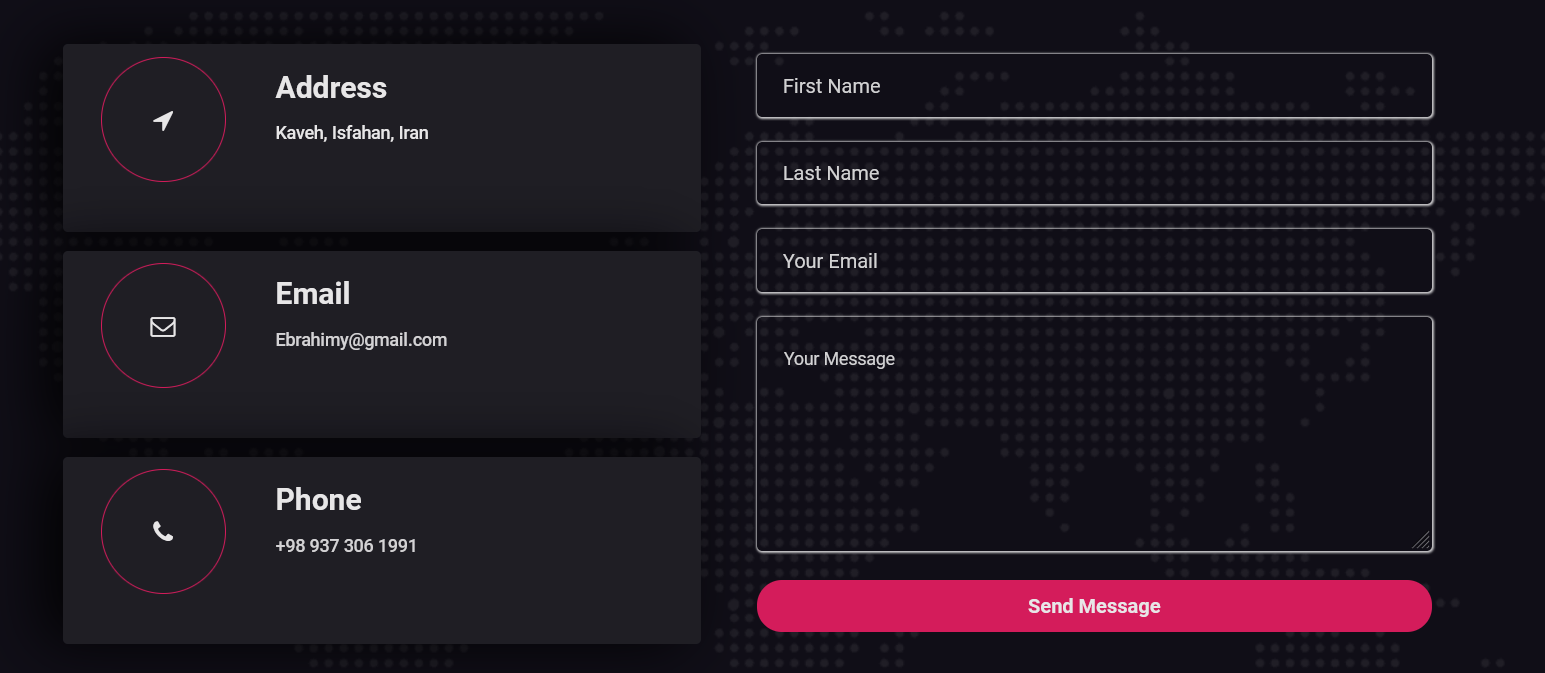 Address
Kaveh, Isfahan, Iran
Email
Ebrahimy@gmail.com
Phone
+98 937 306 1991
First Name
Last Name
Your Email
Your Message
Send Message